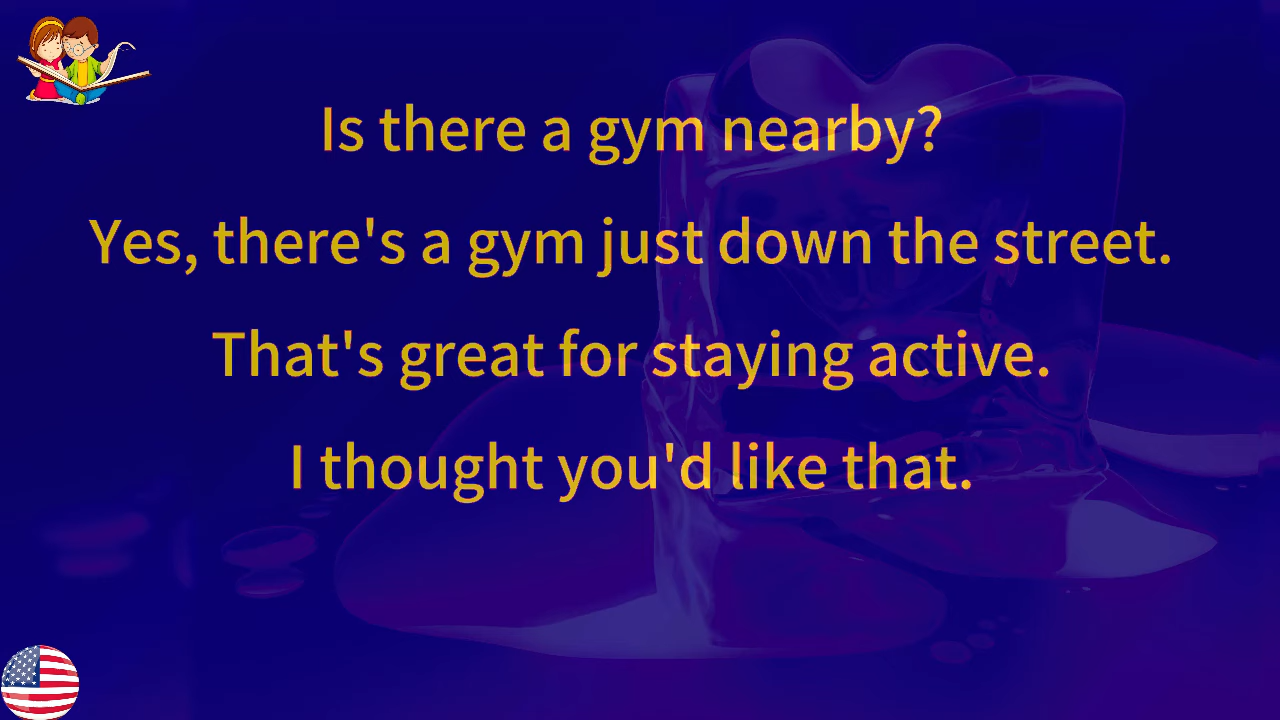 Is there a gym nearby?
Yes, there's a gym just down the street.
That's great for staying active.
I thought you'd like that.